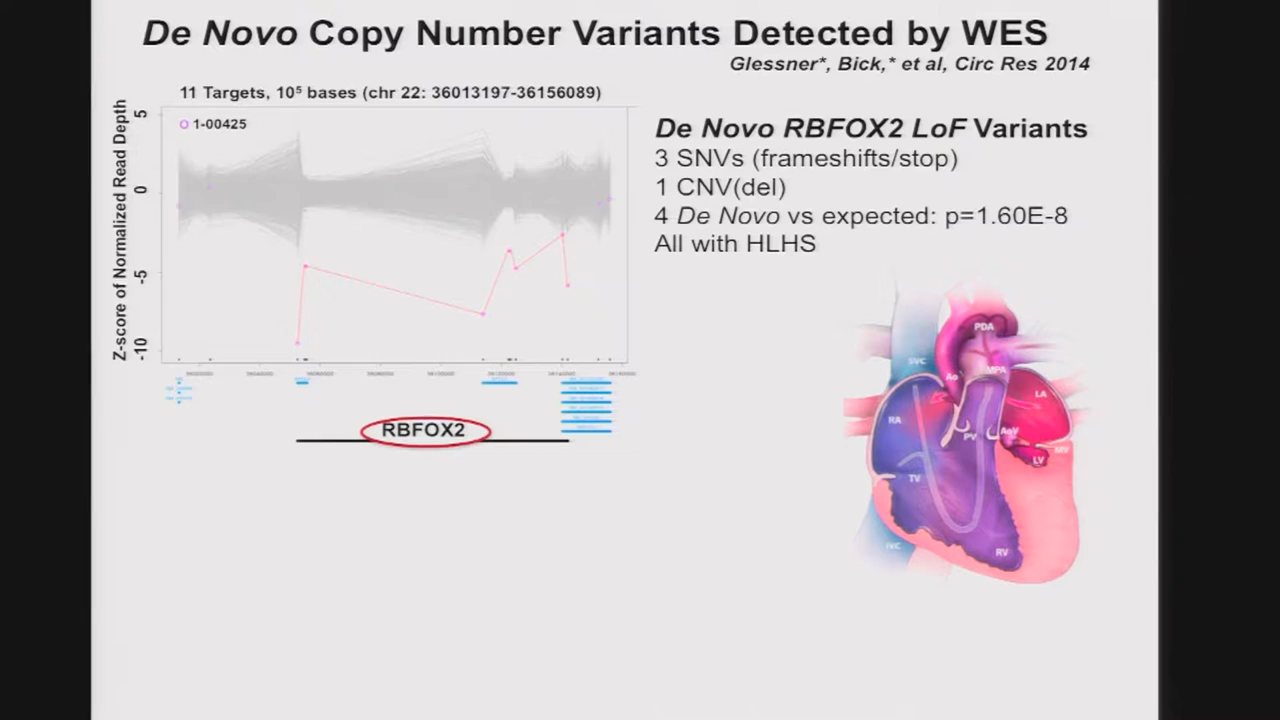 De Novo Copy Number Variants Detected by WES
Glessner*, Bick,* et al, Circ Res 2014
11 Targets, 10⁵ bases (chr 22: 36013197-36156089)
Z-score of Normalized Read Depth
5
0
-5
-10
1-00425
RBFOX2
De Novo RBFOX2 LoF Variants
3 SNVs (frameshifts/stop)
1 CNV(del)
4 De Novo vs expected: p=1.60E-8
All with HLHS
PDA
SVC
MPA
Ao
LA
RA
PV
AoV
MV
LV
TV
IVC
RV